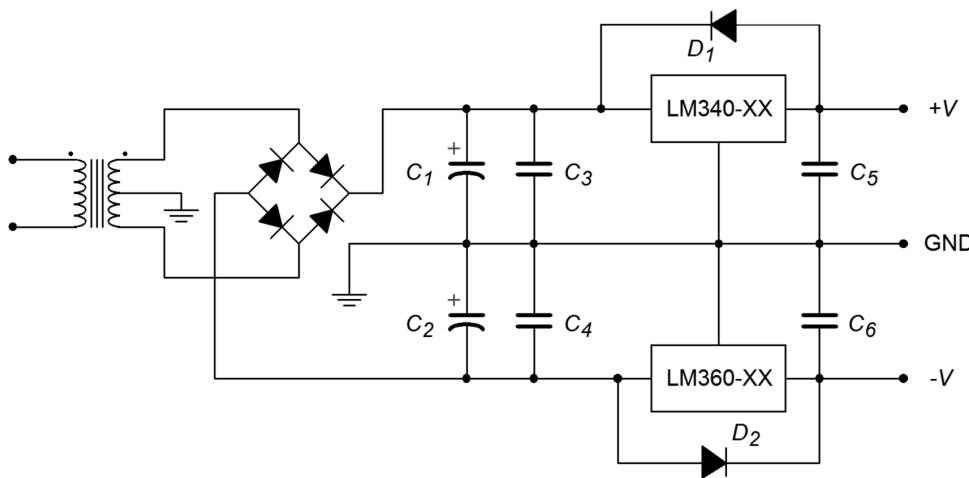 D1
LM340-XX
+V
+
C1
C3
C5
GND
+
C2
C4
C6
LM360-XX
-V
D2